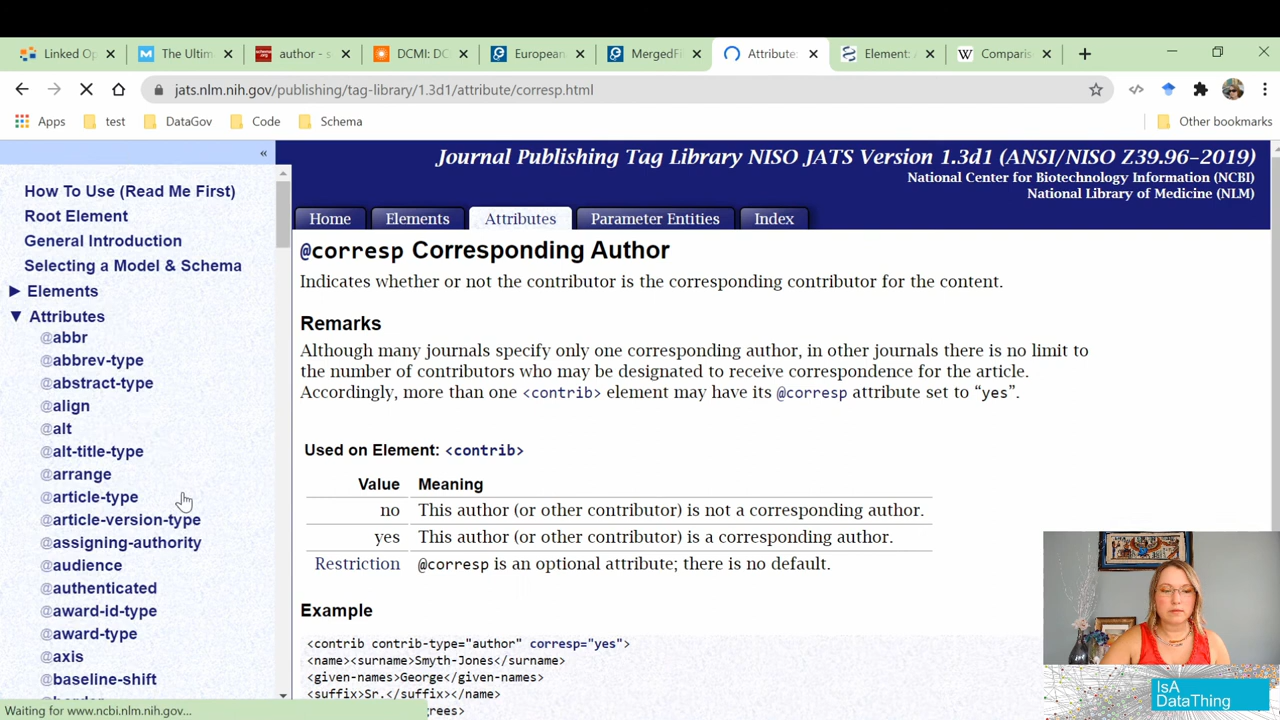 Linked Op
The Ultim
author - s
DCMI: DC
European
MergedFi
Attribute:
Element: A
Comparis
jats.nlm.nih.gov/publishing/tag-library/1.3d1/attribute/corresp.html
Apps
test
DataGov
Code
Schema
Other bookmarks
«
How To Use (Read Me First)
Root Element
General Introduction
Selecting a Model & Schema
Elements
Attributes
@abbr
@abbrev-type
@abstract-type
@align
@alt
@alt-title-type
@arrange
@article-type
@article-version-type
@assigning-authority
@audience
@authenticated
@award-id-type
@award-type
@axis
@baseline-shift
Waiting for www.ncbi.nlm.nih.gov...
Journal Publishing Tag Library NISO JATS Version 1.3d1 (ANSI/NISO Z39.96–2019)
National Center for Biotechnology Information (NCBI)
National Library of Medicine (NLM)
Home Elements Attributes Parameter Entities Index
@corresp Corresponding Author
Indicates whether or not the contributor is the corresponding contributor for the content.
Remarks
Although many journals specify only one corresponding author, in other journals there is no limit to
the number of contributors who may be designated to receive correspondence for the article.
Accordingly, more than one <contrib> element may have its @corresp attribute set to “yes”.
Used on Element: <contrib>
Value Meaning
no This author (or other contributor) is not a corresponding author.
yes This author (or other contributor) is a corresponding author.
Restriction @corresp is an optional attribute; there is no default.
Example
<contrib contrib-type="author" corresp="yes">
<name><surname>Smyth-Jones</surname>
<given-names>George</given-names>
<suffix>Sr.</suffix></name>
grees>
IsA
DataThing